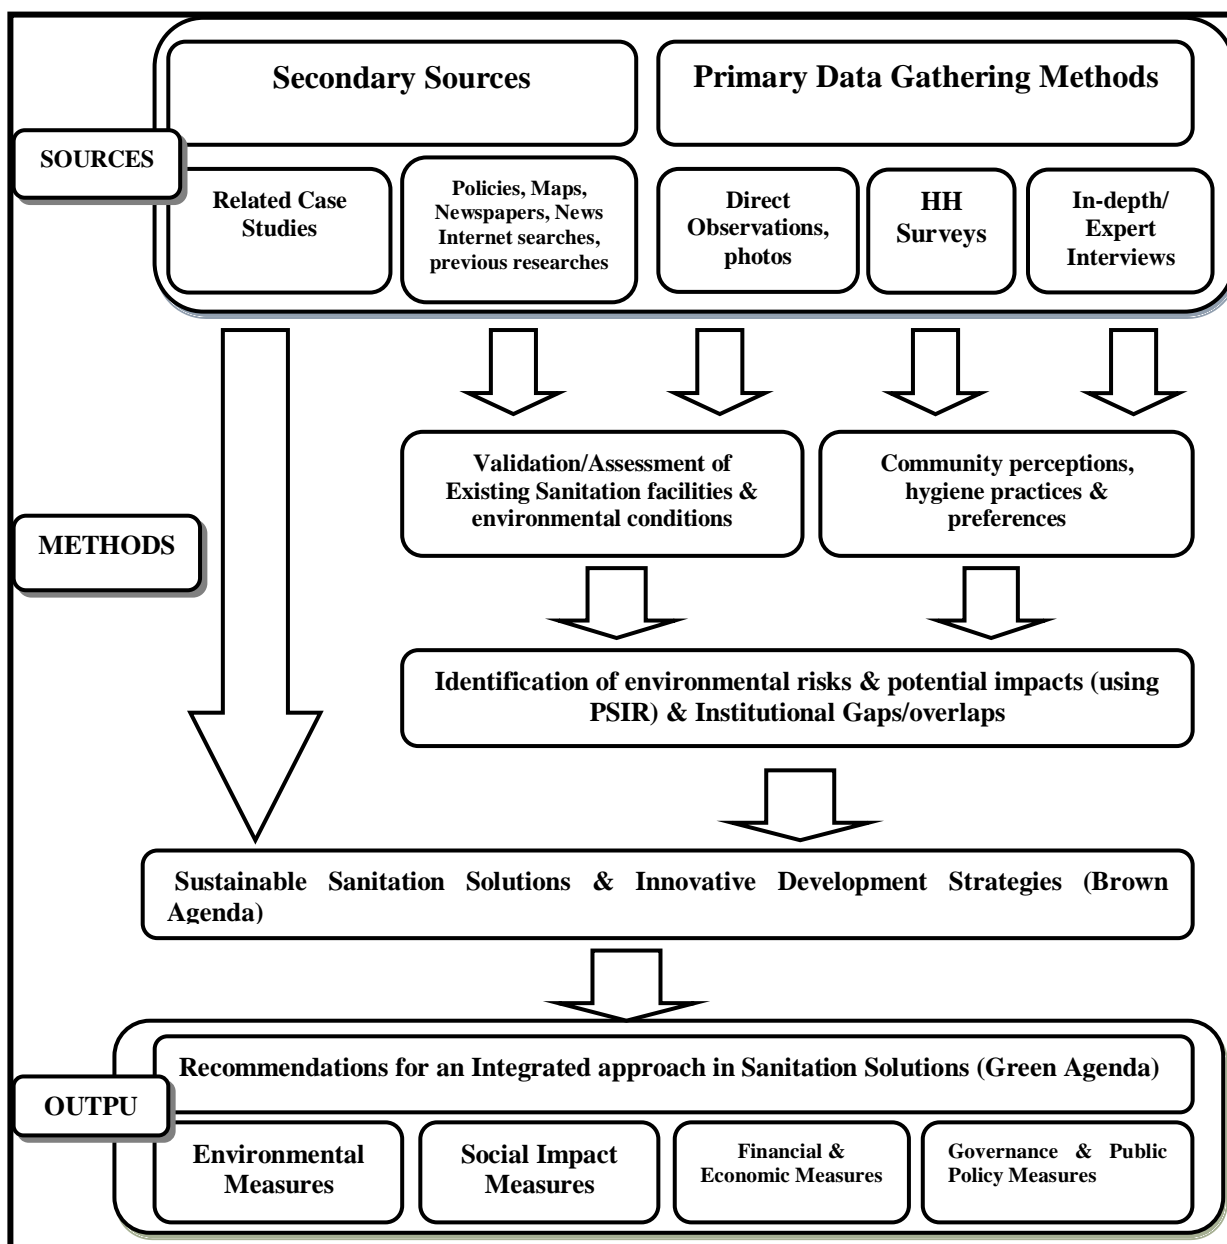 Secondary Sources
Primary Data Gathering Methods
SOURCES
Related Case
Studies
Policies, Maps,
Newspapers, News
Internet searches,
previous researches
Direct
Observations,
photos
HH
Surveys
In-depth/
Expert
Interviews
Validation/Assessment of
Existing Sanitation facilities &
environmental conditions
Community perceptions,
hygiene practices &
preferences
METHODS
Identification of environmental risks & potential impacts (using
PSIR) & Institutional Gaps/overlaps
Sustainable Sanitation Solutions & Innovative Development Strategies (Brown
Agenda)
Recommendations for an Integrated approach in Sanitation Solutions (Green Agenda)
OUTPU
Environmental
Measures
Social Impact
Measures
Financial &
Economic Measures
Governance & Public
Policy Measures